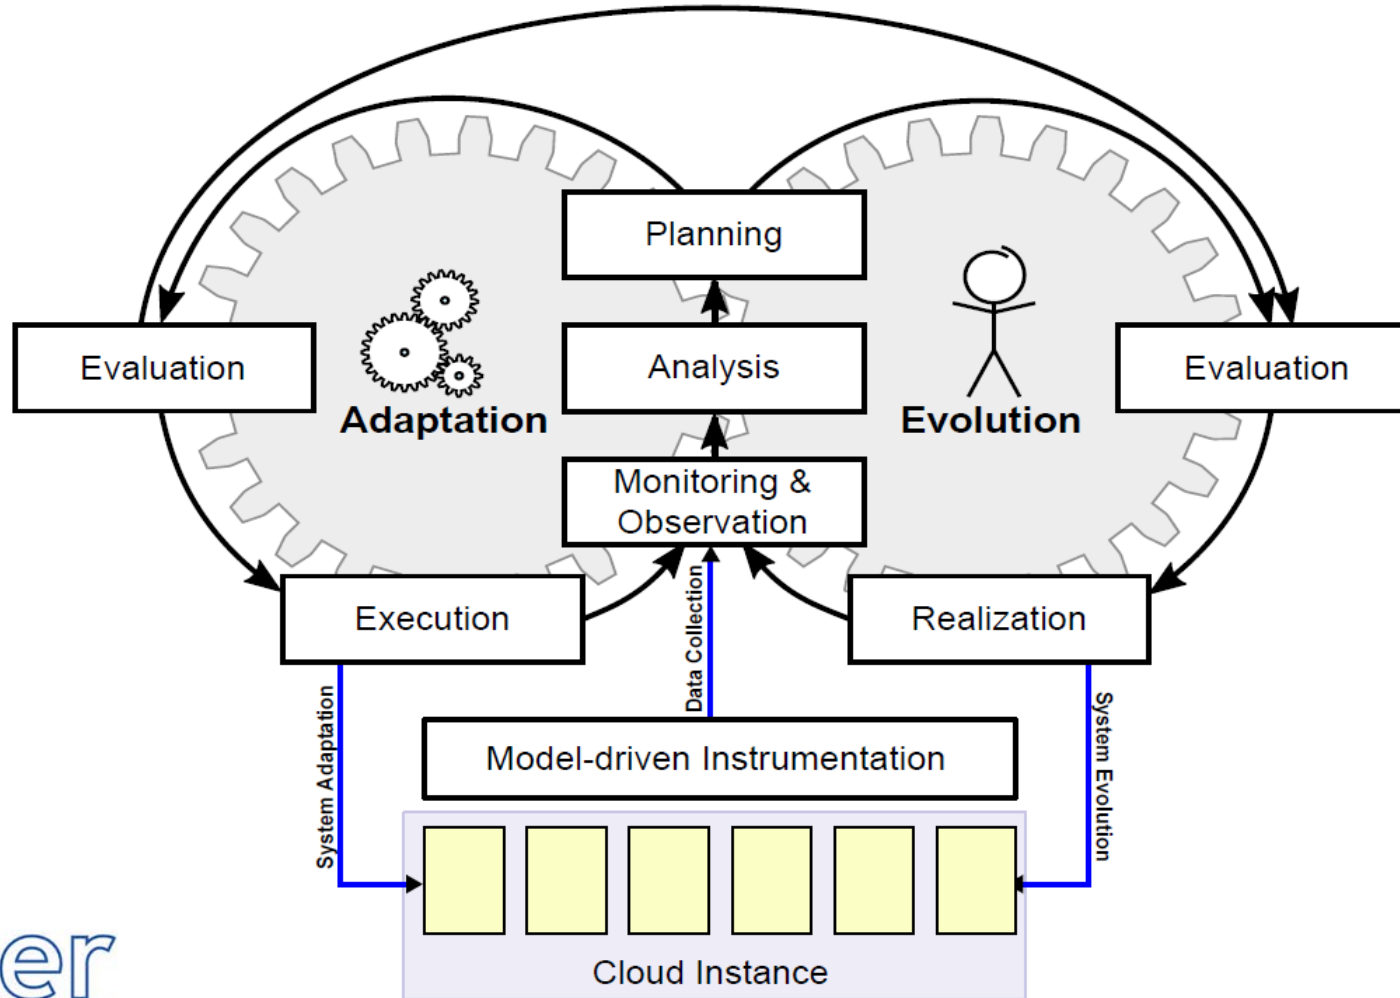 Planning
Evaluation
Analysis
Evaluation
Adaptation
Evolution
Monitoring &
Observation
Execution
Data Collection
Realization
System Adaptation
Model-driven Instrumentation
System Evolution
Cloud Instance
er